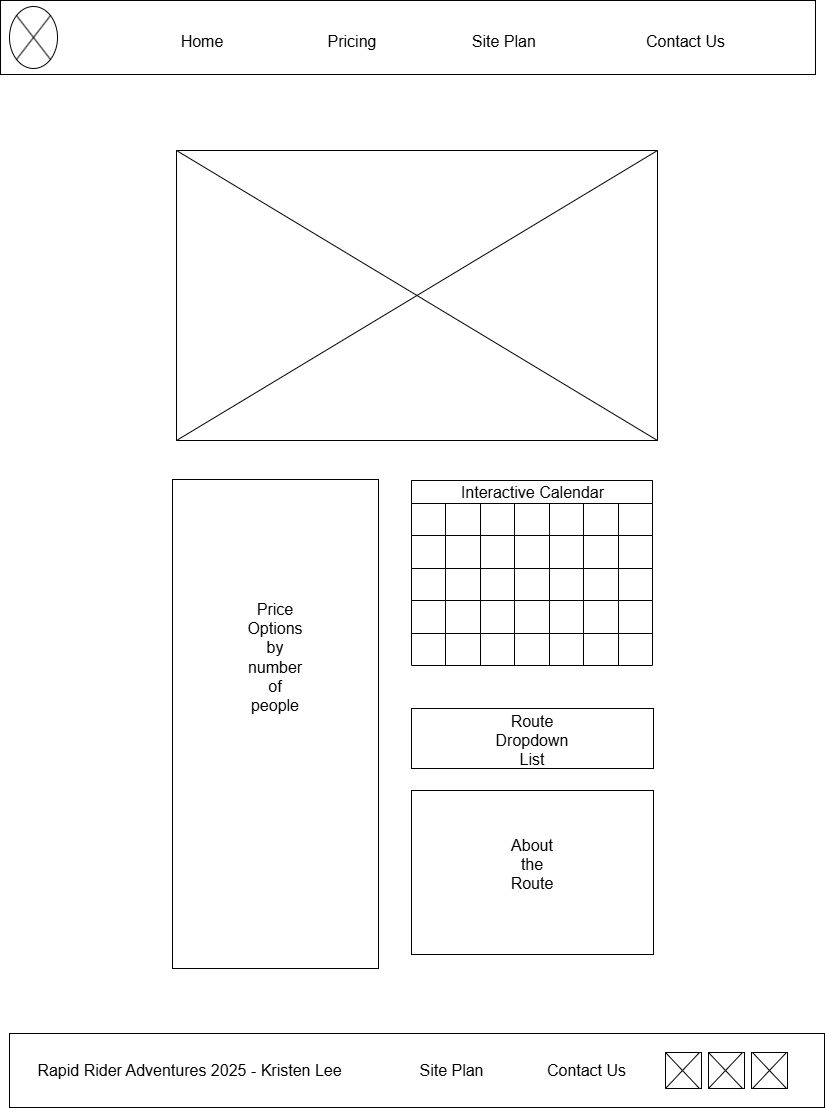 Home Pricing Site Plan Contact Us
Price
Options
by
number
of
people
Interactive Calendar
Route
Dropdown
List
About
the
Route
Rapid Rider Adventures 2025 - Kristen Lee Site Plan Contact Us